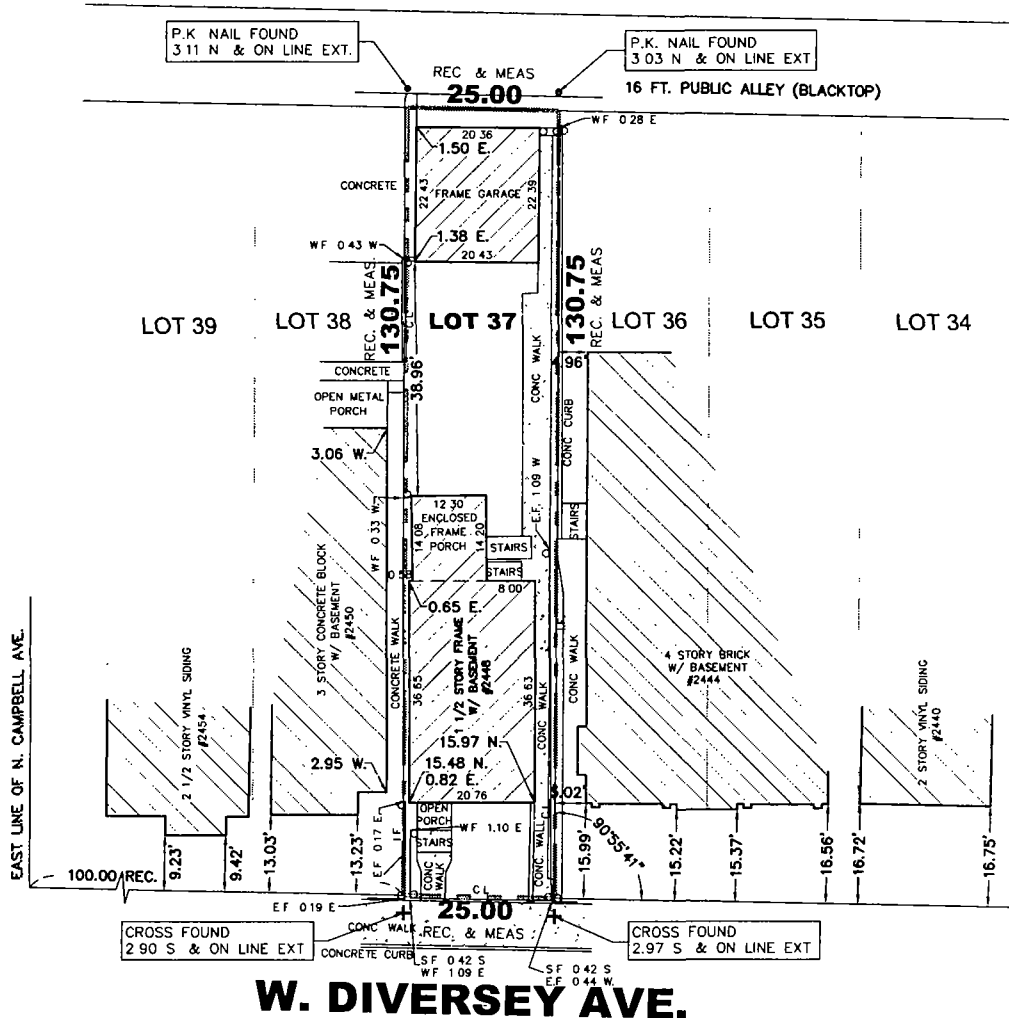 P.K NAIL FOUND
3 11 N & ON LINE EXT.
P.K. NAIL FOUND
3 03 N & ON LINE EXT
REC & MEAS
25.00
16 FT. PUBLIC ALLEY (BLACKTOP)
WF 0.28 E
20 36
1.50 E.
CONCRETE
22 43
FRAME GARAGE
22 39
1.38 E.
20 43
WF 0.43 W
130.75
REC. & MEAS.
130.75
REC. & MEAS
LOT 39
LOT 38
LOT 37
LOT 36
LOT 35
LOT 34
CL
CONC WALK
CONCRETE
38.96'
.96'
OPEN METAL
PORCH
CONC CURB
3.06 W.
E.F. 1 09 W
WF 0.33 W
12 30
ENCLOSED
FRAME
PORCH
14 08
14 20
STAIRS
STAIRS
STAIRS
0.58
8 00
0.65 E.
3 STORY CONCRETE BLOCK
W/ BASEMENT
#2450
CONCRETE WALK
36 65
1 1/2 STORY FRAME
W/ BASEMENT
#2448
36 63
CONC WALK
CONC WALK
4 STORY BRICK
W/ BASEMENT
#2444
EAST LINE OF N. CAMPBELL AVE.
2 1/2 STORY VINYL SIDING
#2454
2 STORY VINYL SIDING
#2440
15.97 N.
2.95 W.
15.48 N.
0.82 E.
20 76
5.02'
OPEN
PORCH
STAIRS
WF 1.10 E
E.F 0.17 E.
IF
CONC
WALK
CONC. WALL
CL
90°55'41"
100.00 REC.
9.23'
9.42'
13.03'
13.23'
15.99'
15.22'
15.37'
16.56'
16.72'
16.75'
CL
EF 0 19 E
25.00
REC. & MEAS
CROSS FOUND
2 90 S & ON LINE EXT
CONC WALK
CONCRETE CURB
CROSS FOUND
2.97 S & ON LINE EXT
SF 0.42 S
WF 1 09 E
SF 0.42 S
E.F. 0 44 W.
W. DIVERSEY AVE.